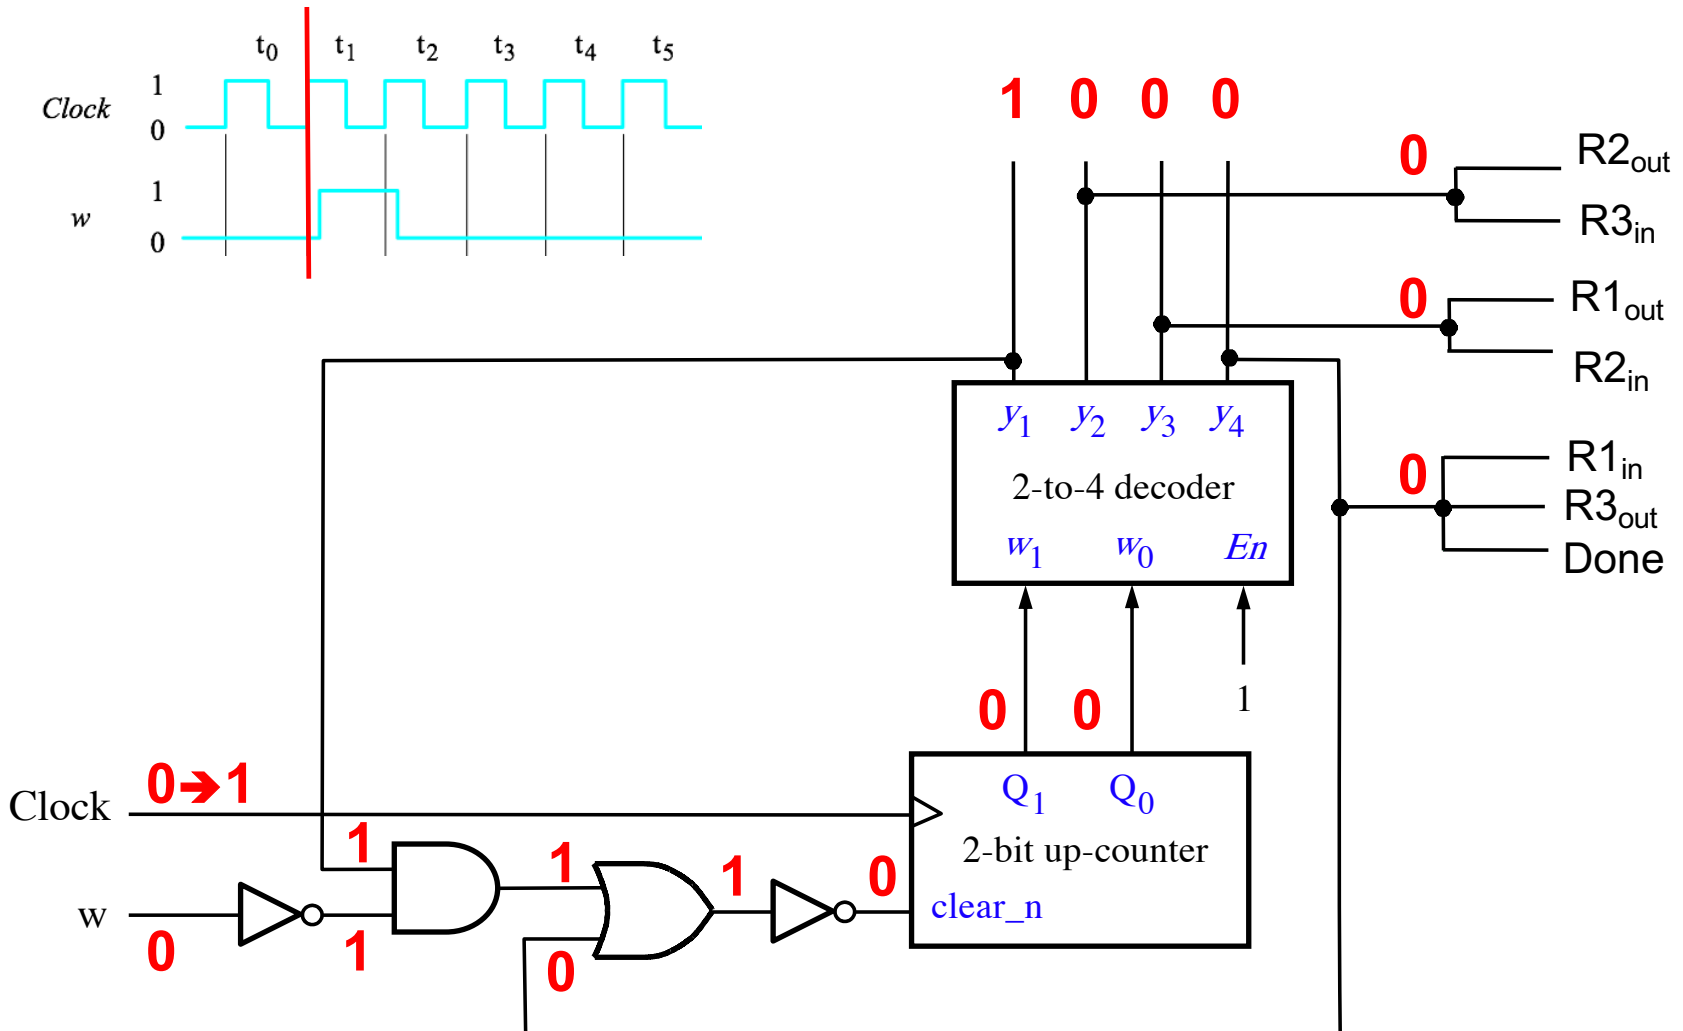 t0 t1 t2 t3 t4 t5
Clock 1 0
w 1 0
1 0 0 0
0 R2out
R3in
0 R1out
R2in
y1 y2 y3 y4
2-to-4 decoder
w1 w0 En
0 R1in
R3out
Done
0 0 1
Clock 0➔1
Q1 Q0
2-bit up-counter
clear_n
1 1 1 0
w 0 1 0